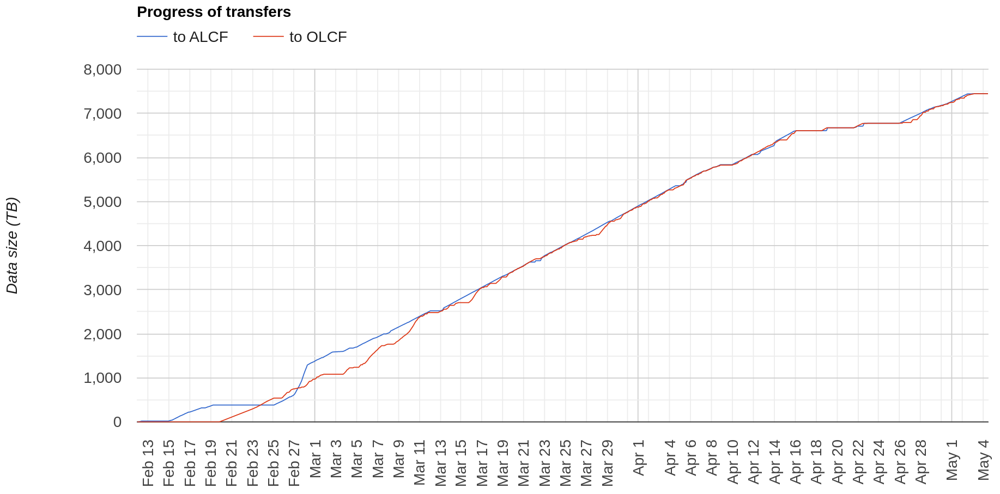 Progress of transfers
to ALCF
to OLCF
Data size (TB)
8,000
7,000
6,000
5,000
4,000
3,000
2,000
1,000
0
Feb 13
Feb 15
Feb 17
Feb 19
Feb 21
Feb 23
Feb 25
Feb 27
Mar 1
Mar 3
Mar 5
Mar 7
Mar 9
Mar 11
Mar 13
Mar 15
Mar 17
Mar 19
Mar 21
Mar 23
Mar 25
Mar 27
Mar 29
Apr 1
Apr 4
Apr 6
Apr 8
Apr 10
Apr 12
Apr 14
Apr 16
Apr 18
Apr 20
Apr 22
Apr 24
Apr 26
Apr 28
May 1
May 4